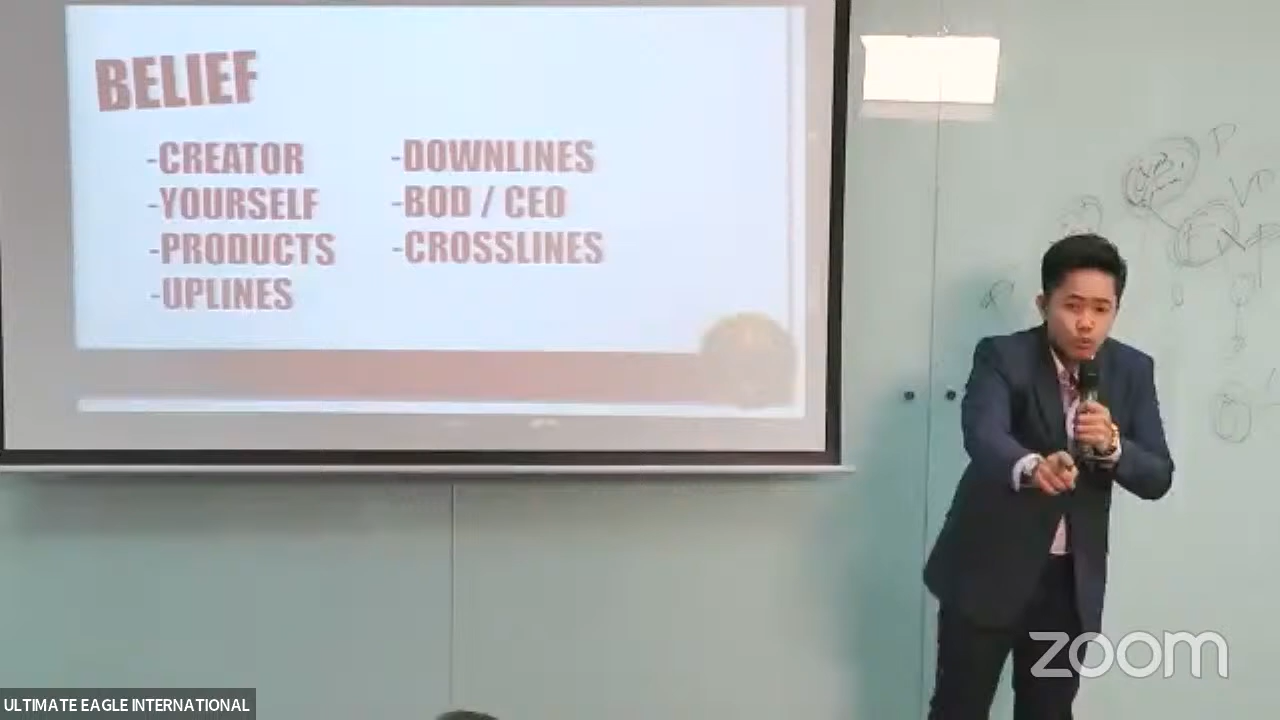 BELIEF
-CREATOR
-YOURSELF
-PRODUCTS
-UPLINES
-DOWNLINES
-BOD / CEO
-CROSSLINES
zoom
ULTIMATE EAGLE INTERNATIONAL